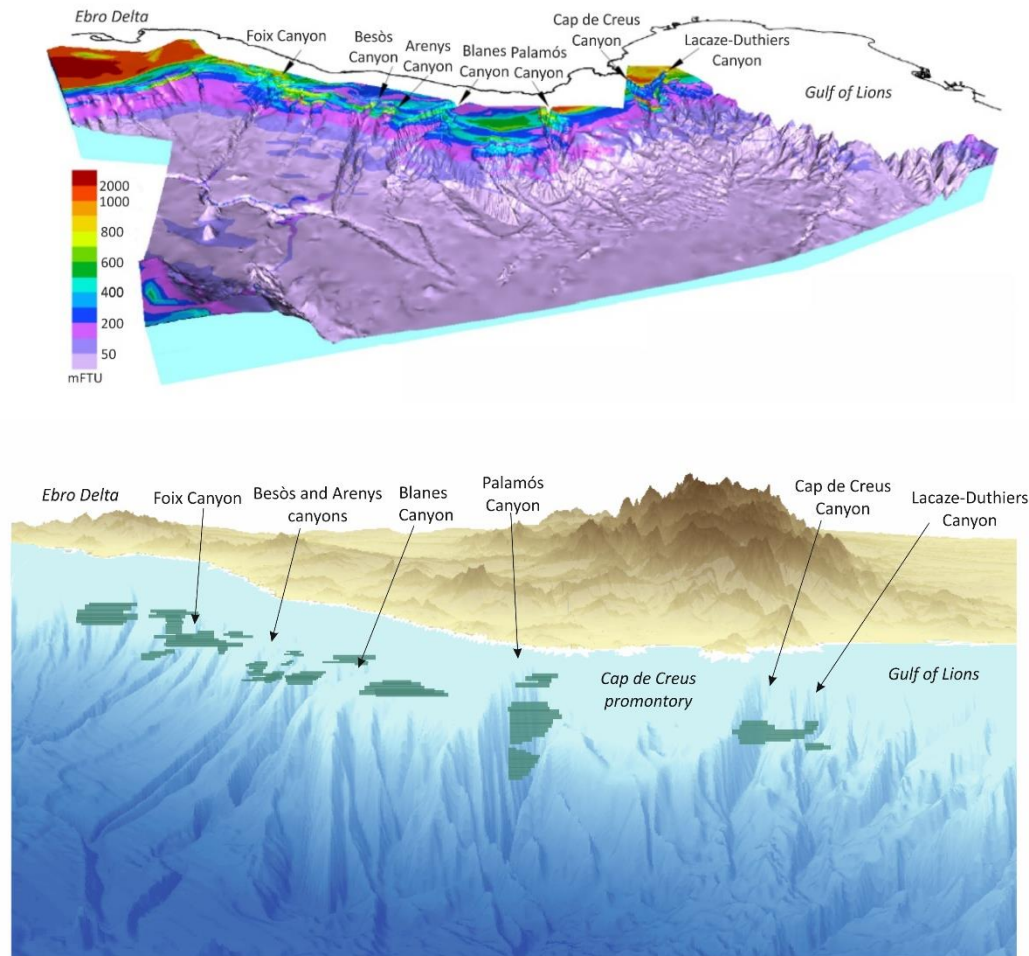 Ebro Delta
Foix Canyon
Besòs
Canyon
Arenys
Canyon
Blanes
Canyon
Palamós
Canyon
Cap de Creus
Canyon
Lacaze-Duthiers
Canyon
Gulf of Lions
2000
1000
800
600
400
200
50
mFTU
Ebro Delta
Foix Canyon
Besòs and Arenys
canyons
Blanes
Canyon
Palamós
Canyon
Cap de Creus
Canyon
Lacaze-Duthiers
Canyon
Cap de Creus
promontory
Gulf of Lions